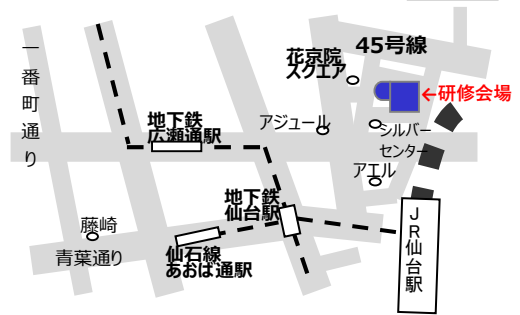 一番町通り
45号線
花京院
スクエア
←研修会場
地下鉄
広瀬通駅
アジュール
シルバー
センター
アエル
地下鉄
仙台駅
藤崎
青葉通り
仙石線
あおば通駅
JR仙台駅